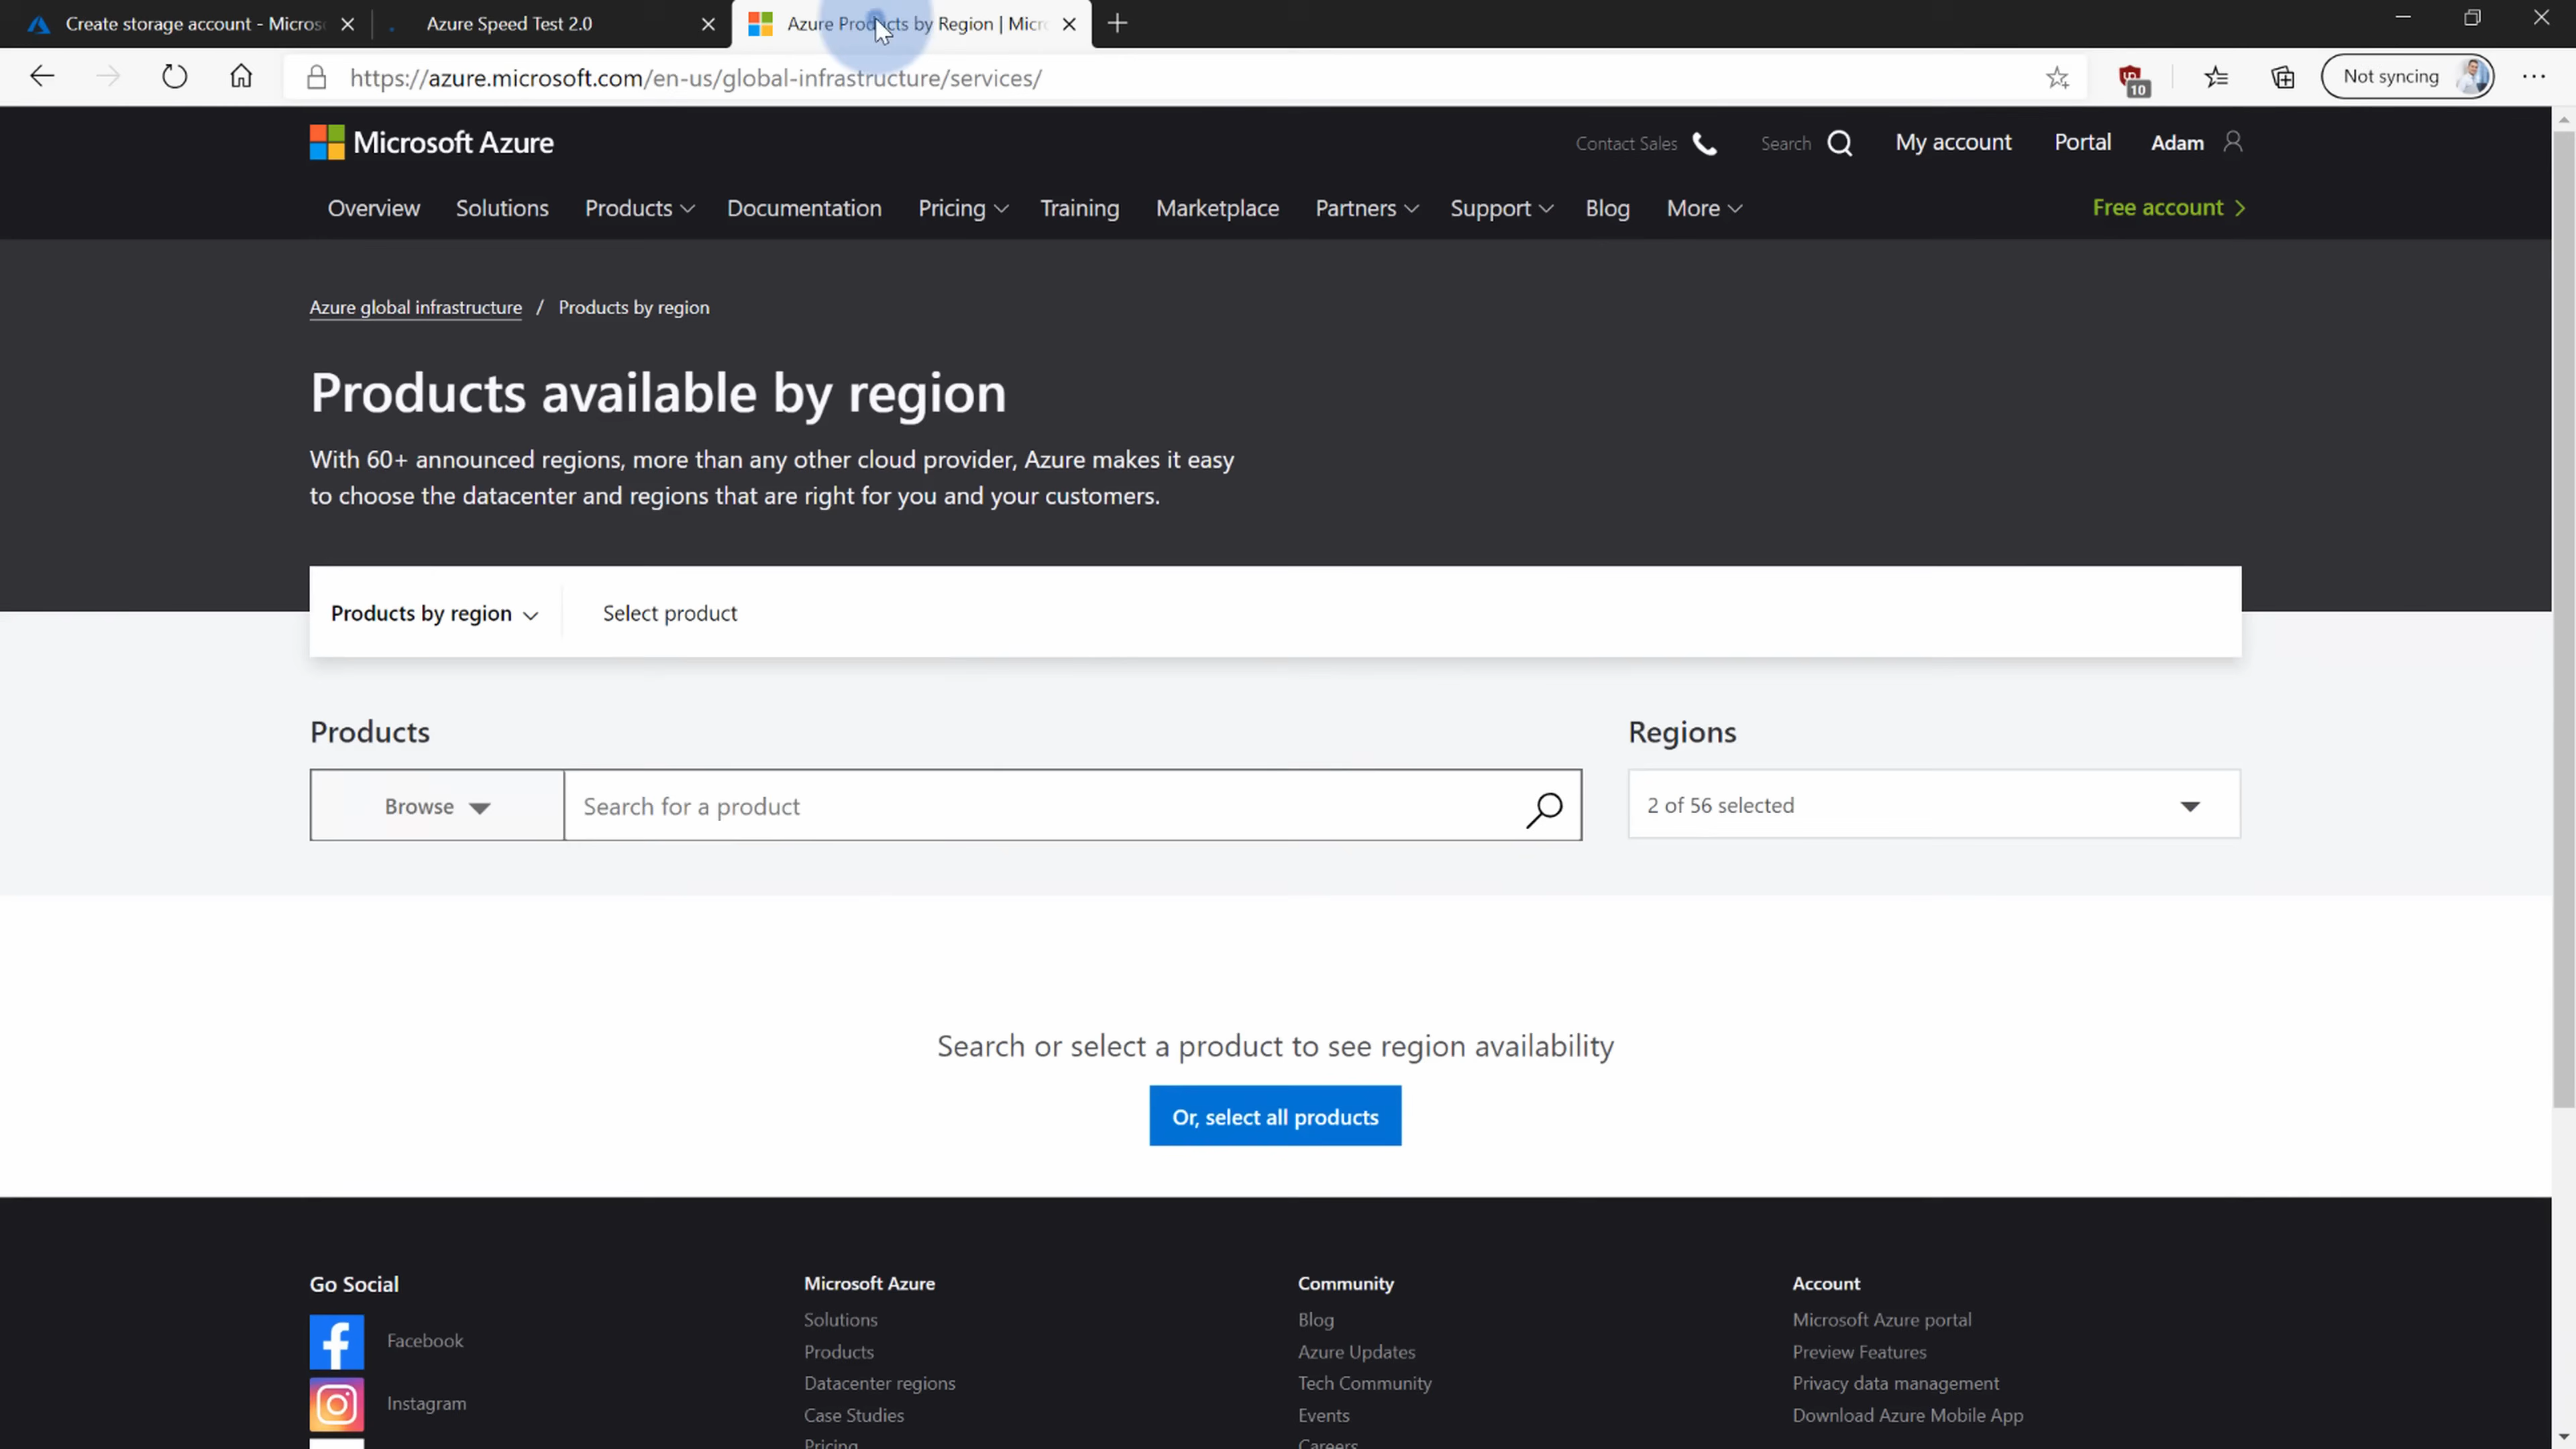 Create storage account - Micros
Azure Speed Test 2.0
Azure Products by Region | Micro
https://azure.microsoft.com/en-us/global-infrastructure/services/
10
Not syncing
Microsoft Azure
Contact Sales
Search
My account
Portal
Adam
Overview
Solutions
Products
Documentation
Pricing
Training
Marketplace
Partners
Support
Blog
More
Free account
Azure global infrastructure / Products by region
Products available by region
With 60+ announced regions, more than any other cloud provider, Azure makes it easy
to choose the datacenter and regions that are right for you and your customers.
Products by region
Select product
Products
Regions
Browse
Search for a product
2 of 56 selected
Search or select a product to see region availability
Or, select all products
Go Social
Facebook
Instagram
Microsoft Azure
Solutions
Products
Datacenter regions
Case Studies
Pricing
Community
Blog
Azure Updates
Tech Community
Events
Careers
Account
Microsoft Azure portal
Preview Features
Privacy data management
Download Azure Mobile App